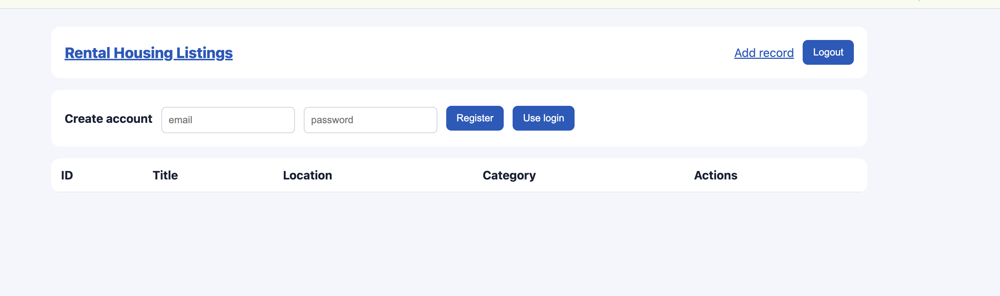 Rental Housing Listings Add record Logout
Create account email password Register Use login
ID Title Location Category Actions